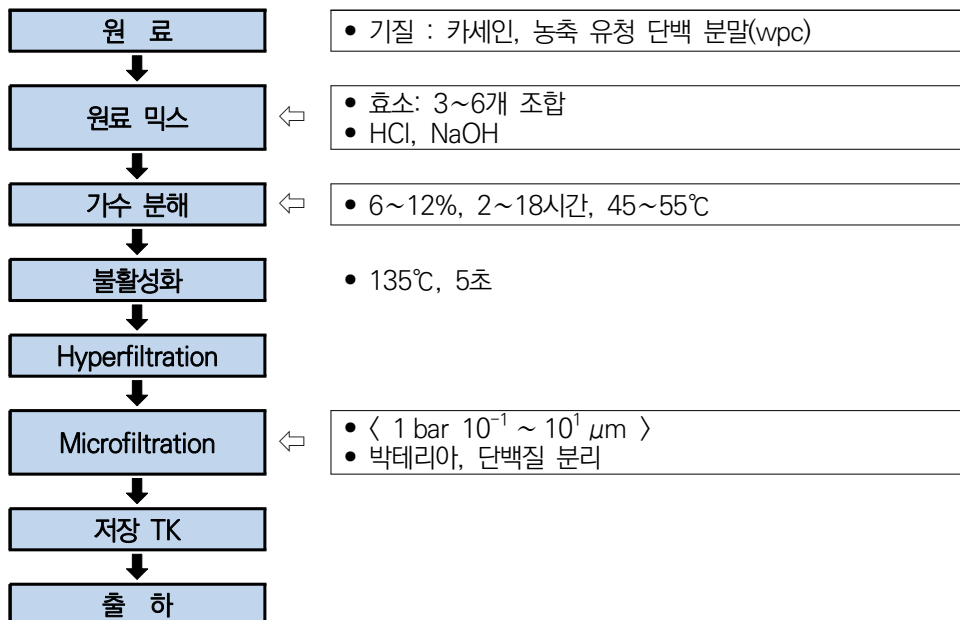 원 료
• 기질 : 카세인, 농축 유청 단백 분말(wpc)
원료 믹스
• 효소: 3~6개 조합
• HCl, NaOH
가수 분해
• 6~12%, 2~18시간, 45~55℃
불활성화
• 135℃, 5초
Hyperfiltration
Microfiltration
• 〈 1 bar 10⁻¹ ~ 10¹ μm 〉
• 박테리아, 단백질 분리
저장 TK
출 하